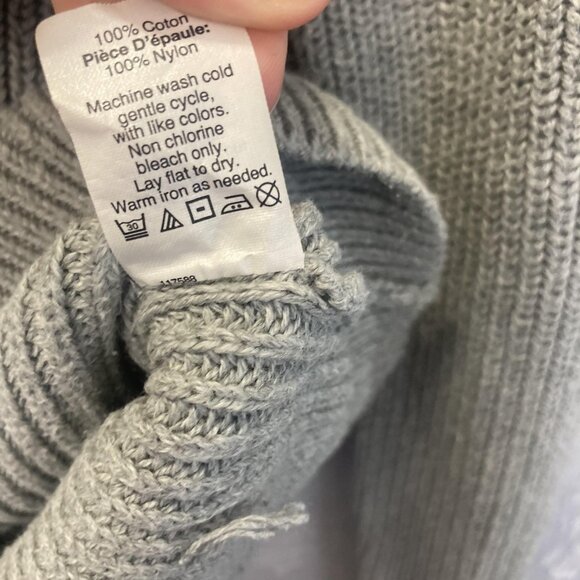 100% Coton
Pièce D'épaule:
100% Nylon
Machine wash cold
gentle cycle,
with like colors.
Non chlorine
bleach only.
Lay flat to dry.
Warm iron as needed.
30